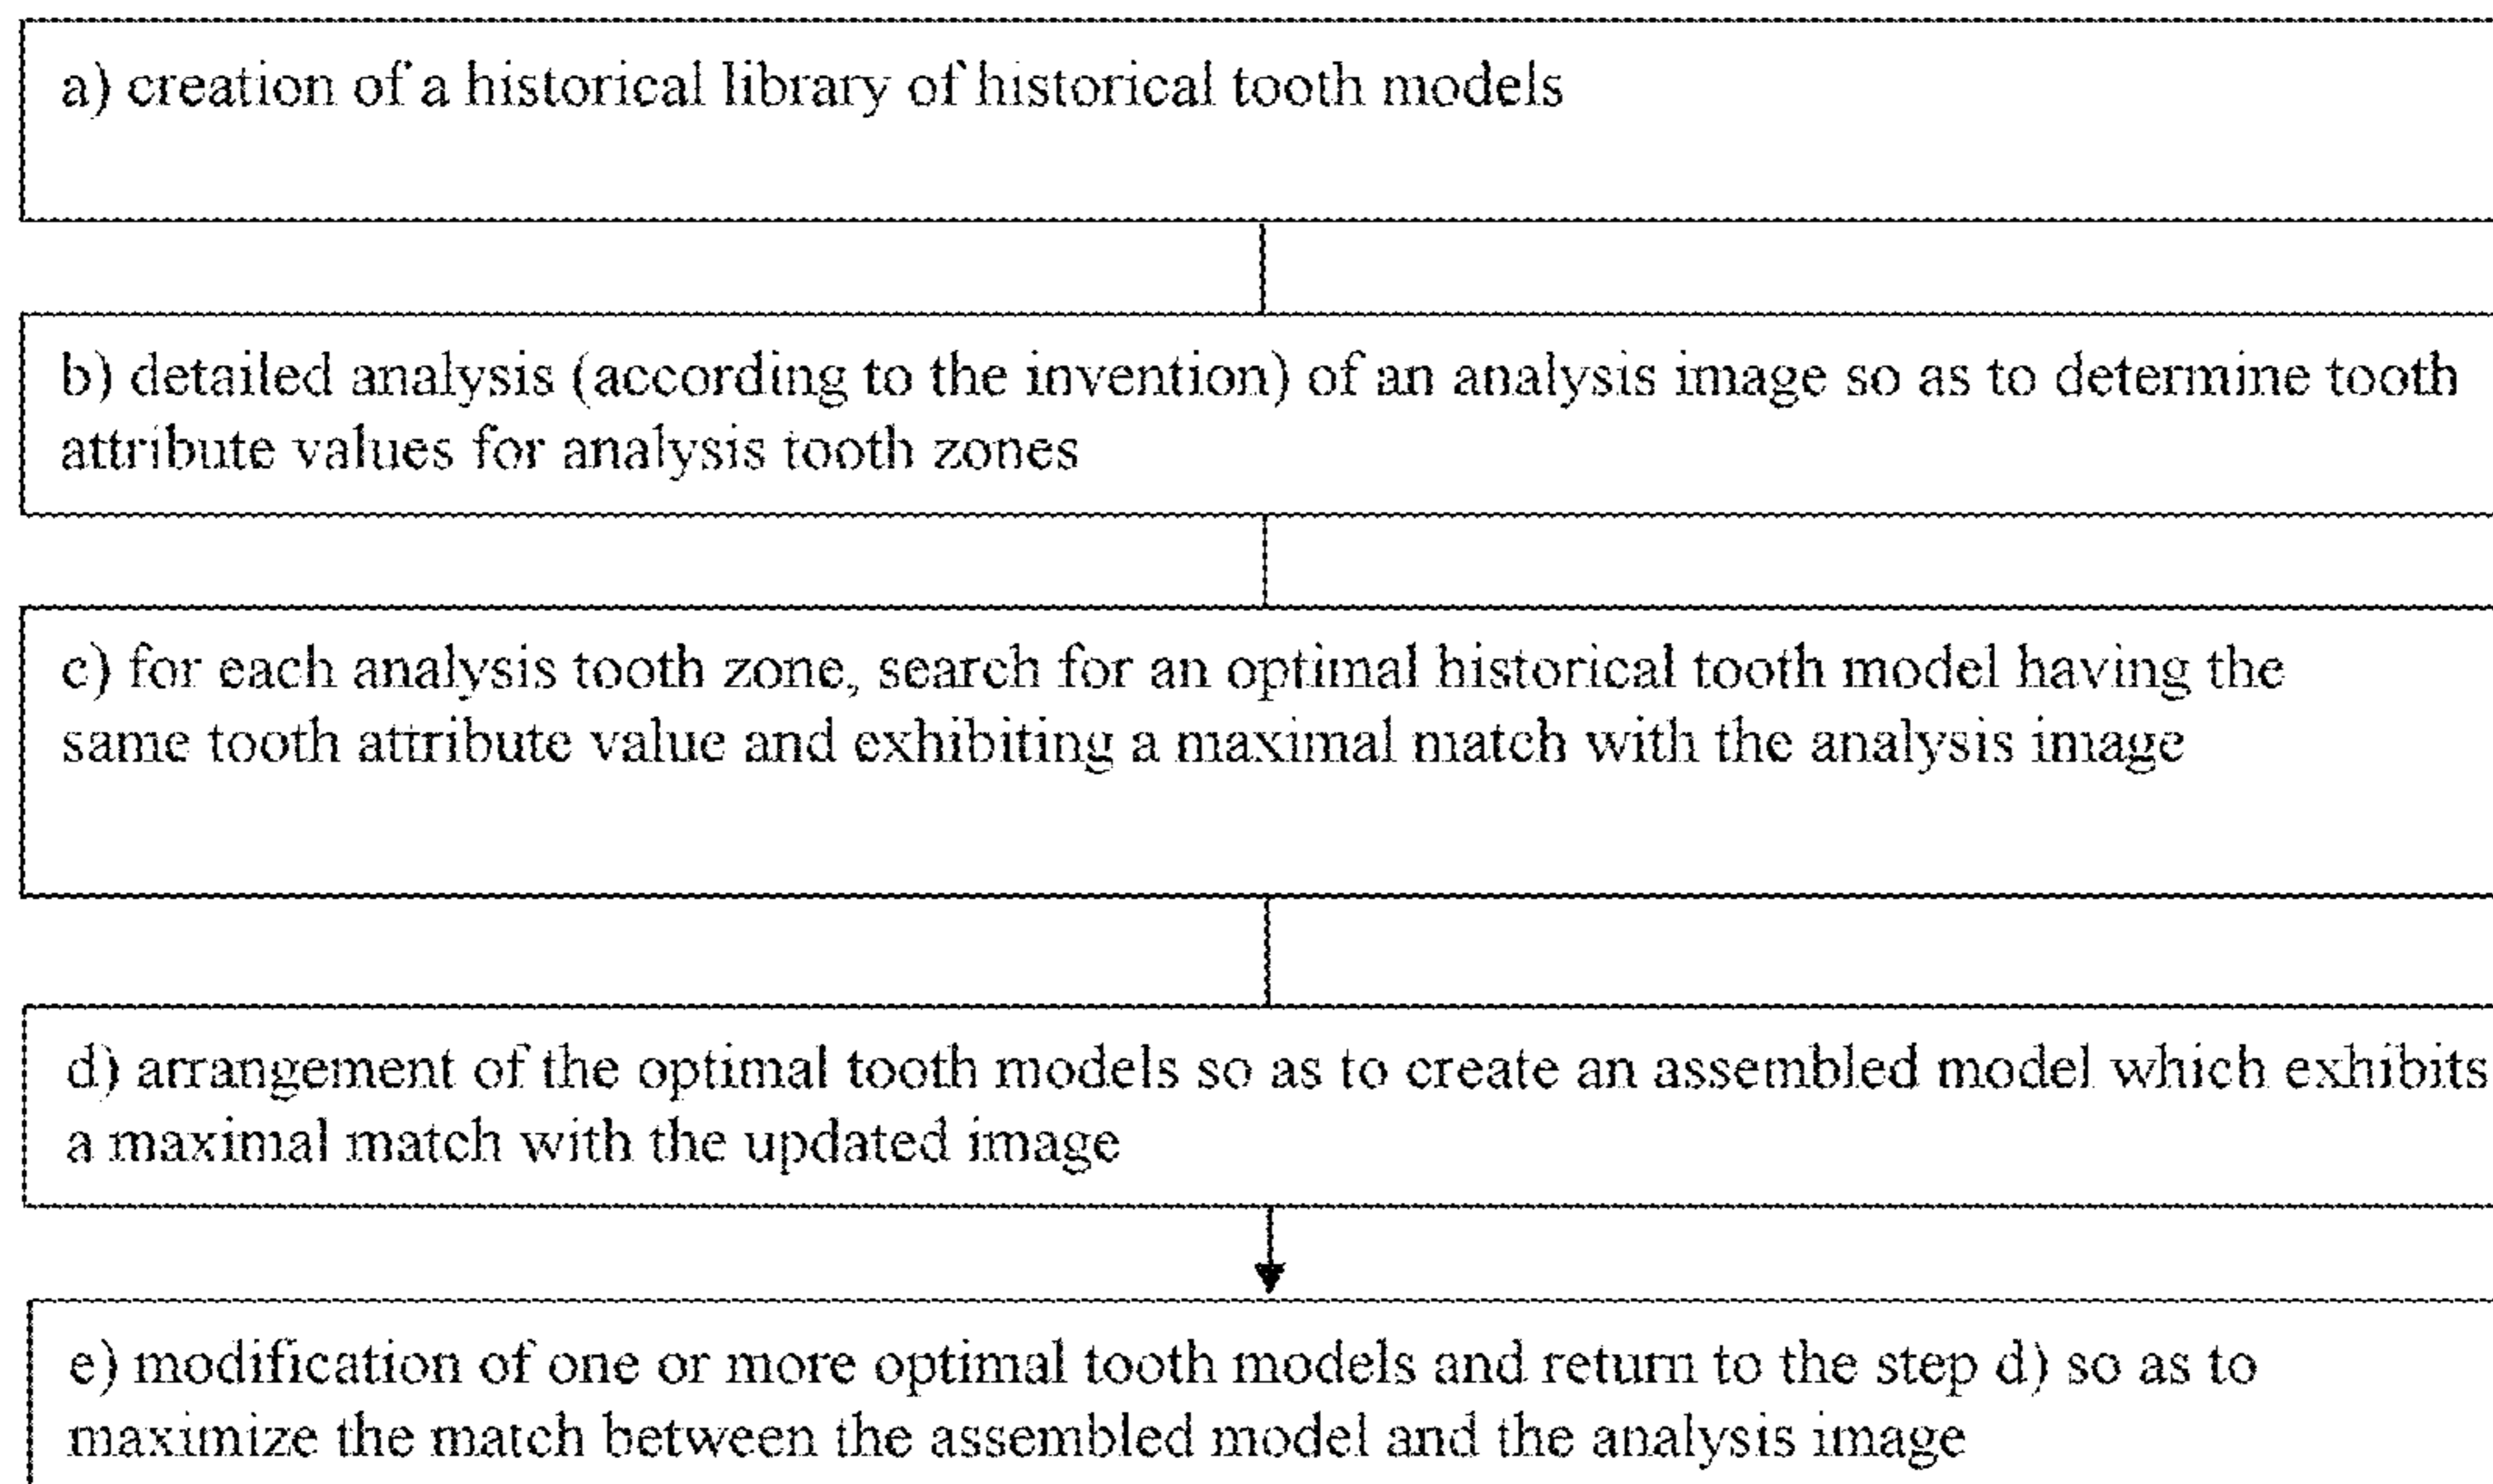 a) creation of a historical library of historical tooth models
b) detailed analysis (according to the invention) of an analysis image so as to determine tooth
attribute values for analysis tooth zones
c) for each analysis tooth zone, search for an optimal historical tooth model having the
same tooth attribute value and exhibiting a maximal match with the analysis image
d) arrangement of the optimal tooth models so as to create an assembled model which exhibits
a maximal match with the updated image
e) modification of one or more optimal tooth models and return to the step d) so as to
maximize the match between the assembled model and the analysis image